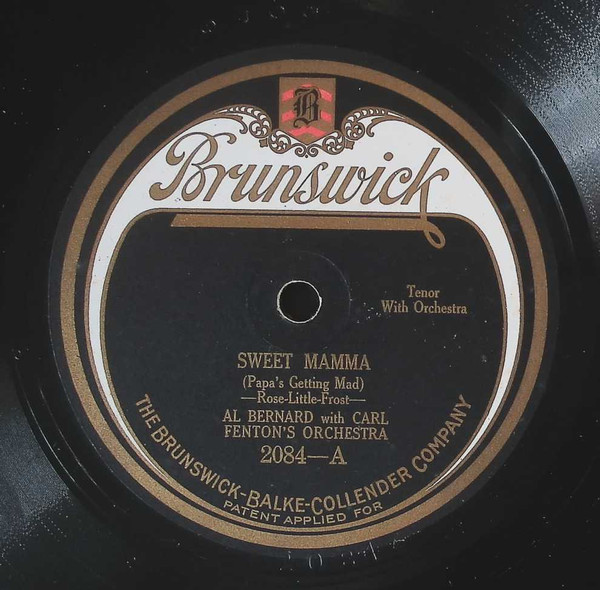 B
Brunswick
Tenor
With Orchestra
SWEET MAMMA
(Papa's Getting Mad)
—Rose-Little-Frost—
AL BERNARD with CARL
FENTON'S ORCHESTRA
2084—A
THE BRUNSWICK-BALKE-COLLENDER COMPANY
PATENT APPLIED FOR